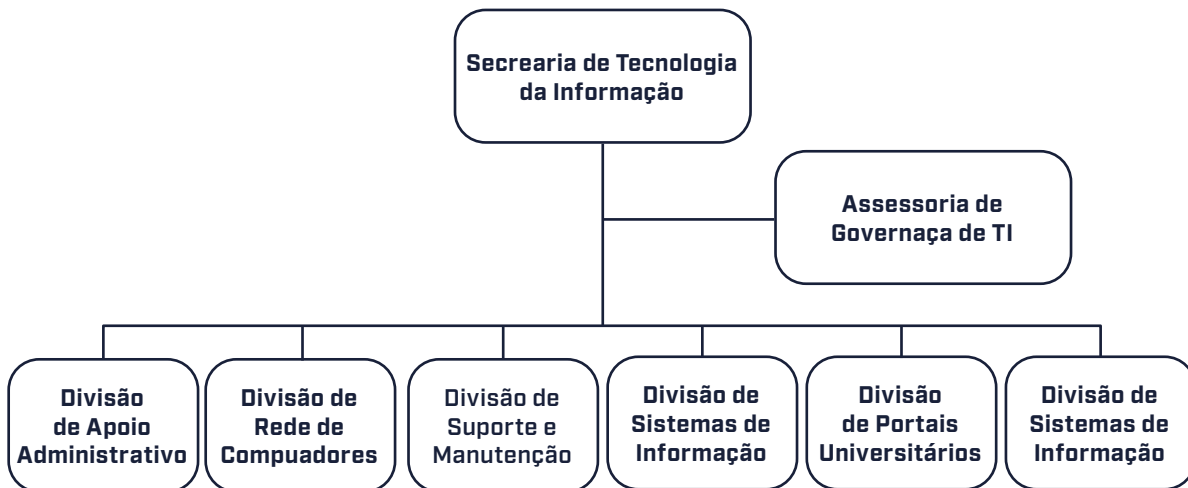 Secrearia de Tecnologia
da Informação
Assessoria de
Governaça de TI
Divisão
de Apoio
Administrativo
Divisão de
Rede de
Compuadores
Divisão de
Suporte e
Manutenção
Divisão de
Sistemas de
Informação
Divisão
de Portais
Universitários
Divisão de
Sistemas de
Informação